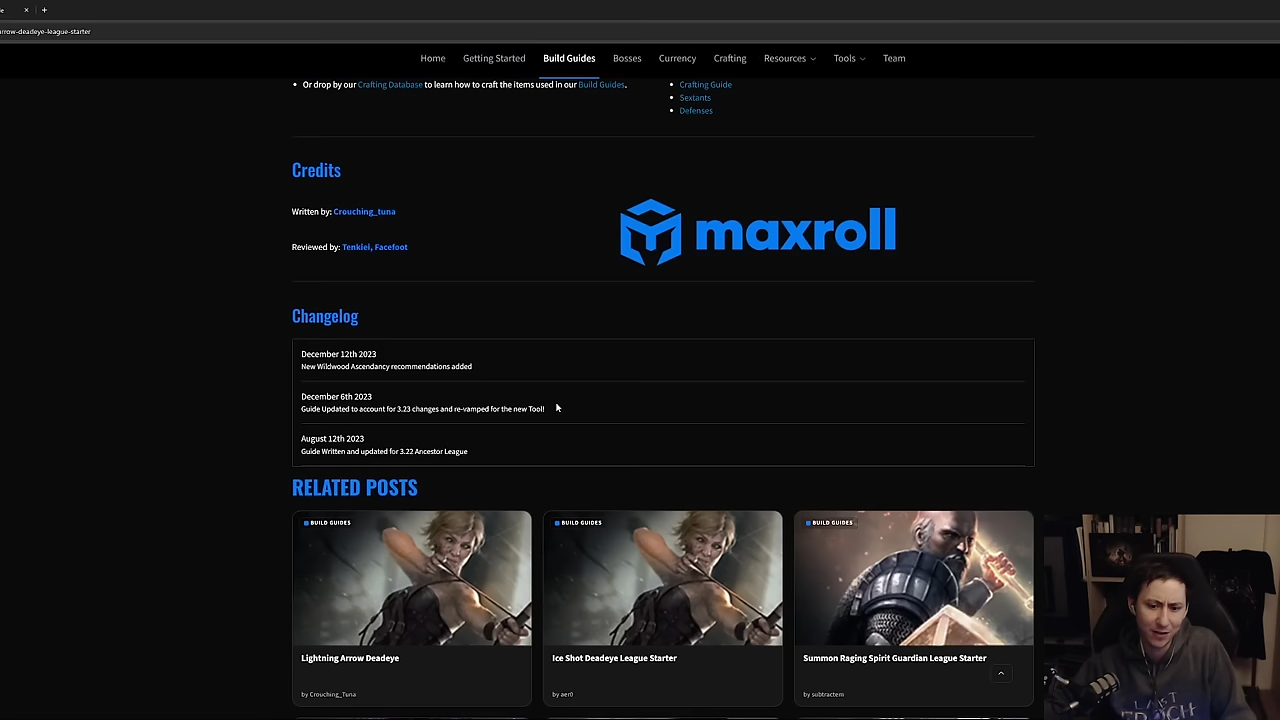 urrow-deadeye-league-starter
Home Getting Started Build Guides Bosses Currency Crafting Resources Tools Team
Or drop by our Crafting Database to learn how to craft the items used in our Build Guides.
Crafting Guide
Sextants
Defenses
Credits
Written by: Crouching_tuna
Reviewed by: Tenkiei, Facefoot
maxroll
Changelog
December 12th 2023
New Wildwood Ascendancy recommendations added
December 6th 2023
Guide Updated to account for 3.23 changes and re-vamped for the new Tool!
August 12th 2023
Guide Written and updated for 3.22 Ancestor League
RELATED POSTS
BUILD GUIDES
Lightning Arrow Deadeye
by Crouching_Tuna
BUILD GUIDES
Ice Shot Deadeye League Starter
by aer0
BUILD GUIDES
Summon Raging Spirit Guardian League Starter
by subtractem
LAST
EPOCH